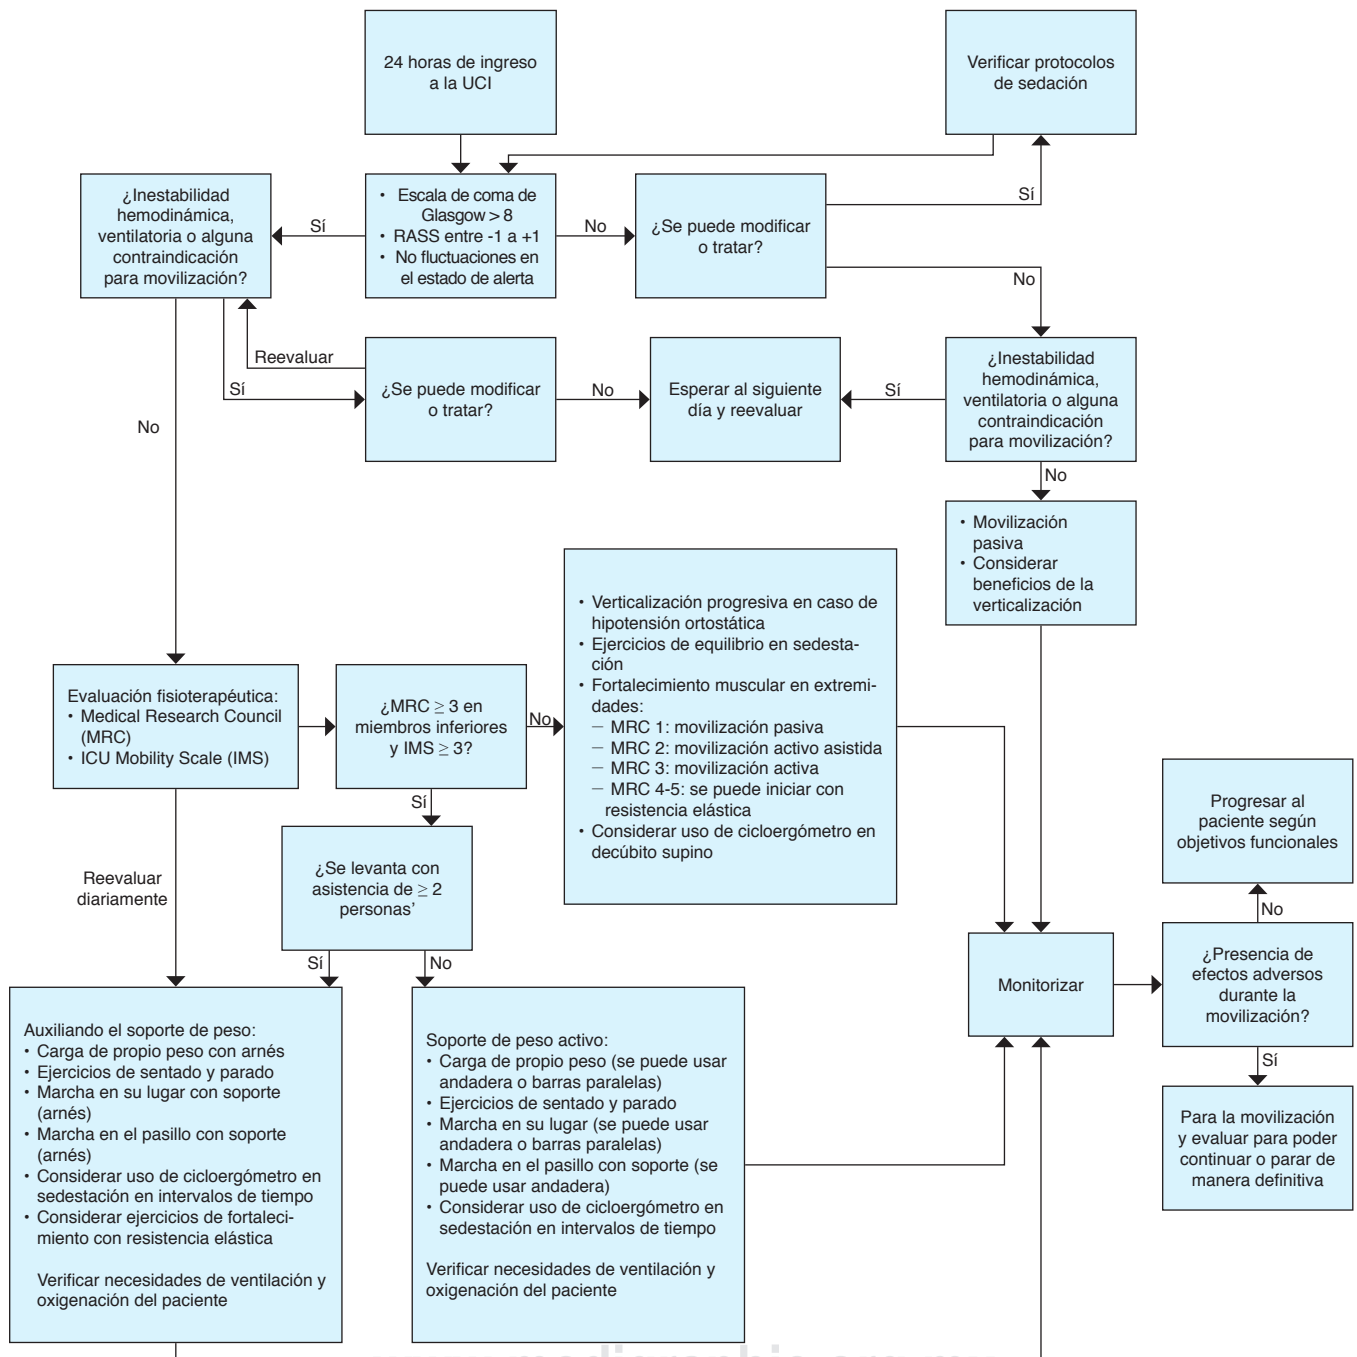 24 horas de ingreso
a la UCI
Verificar protocolos
de sedación
¿Inestabilidad
hemodinámica,
ventilatoria o alguna
contraindicación
para movilización?
Sí
• Escala de coma de
Glasgow > 8
• RASS entre -1 a +1
• No fluctuaciones en
el estado de alerta
No
¿Se puede modificar
o tratar?
Sí
No
Reevaluar
Sí
¿Se puede modificar
o tratar?
No
Esperar al siguiente
día y reevaluar
Sí
¿Inestabilidad
hemodinámica,
ventilatoria o alguna
contraindicación
para movilización?
No
No
• Movilización
pasiva
• Considerar
beneficios de la
verticalización
Evaluación fisioterapéutica:
• Medical Research Council
(MRC)
• ICU Mobility Scale (IMS)
¿MRC ≥ 3 en
miembros inferiores
y IMS ≥ 3?
No
• Verticalización progresiva en caso de
hipotensión ortostática
• Ejercicios de equilibrio en sedesta-
ción
• Fortalecimiento muscular en extremi-
dades:
– MRC 1: movilización pasiva
– MRC 2: movilización activo asistida
– MRC 3: movilización activa
– MRC 4-5: se puede iniciar con
resistencia elástica
• Considerar uso de cicloergómetro en
decúbito supino
Sí
¿Se levanta con
asistencia de ≥ 2
personas’
Reevaluar
diariamente
Sí
No
Auxiliando el soporte de peso:
• Carga de propio peso con arnés
• Ejercicios de sentado y parado
• Marcha en su lugar con soporte
(arnés)
• Marcha en el pasillo con soporte
(arnés)
• Considerar uso de cicloergómetro en
sedestación en intervalos de tiempo
• Considerar ejercicios de fortaleci-
miento con resistencia elástica
Verificar necesidades de ventilación y
oxigenación del paciente
Soporte de peso activo:
• Carga de propio peso (se puede usar
andadera o barras paralelas)
• Ejercicios de sentado y parado
• Marcha en su lugar (se puede usar
andadera o barras paralelas)
• Marcha en el pasillo con soporte (se
puede usar andadera)
• Considerar uso de cicloergómetro en
sedestación en intervalos de tiempo
Verificar necesidades de ventilación y
oxigenación del paciente
Monitorizar
Progresar al
paciente según
objetivos funcionales
No
¿Presencia de
efectos adversos
durante la
movilización?
Sí
Para la movilización
y evaluar para poder
continuar o parar de
manera definitiva